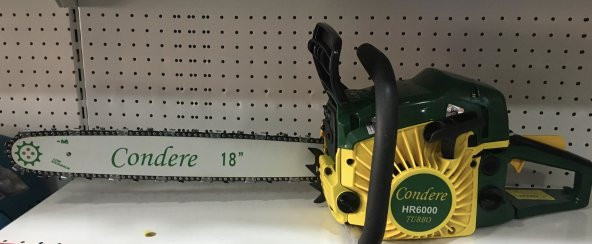 Condere 18”
Condere
HR6000
TURBO